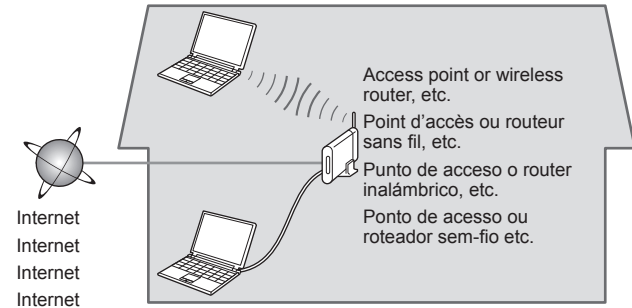 Access point or wireless
router, etc.
Point d'accès ou routeur
sans fil, etc.
Punto de acceso o router
inalámbrico, etc.
Ponto de acesso ou
roteador sem-fio etc.
Internet
Internet
Internet
Internet